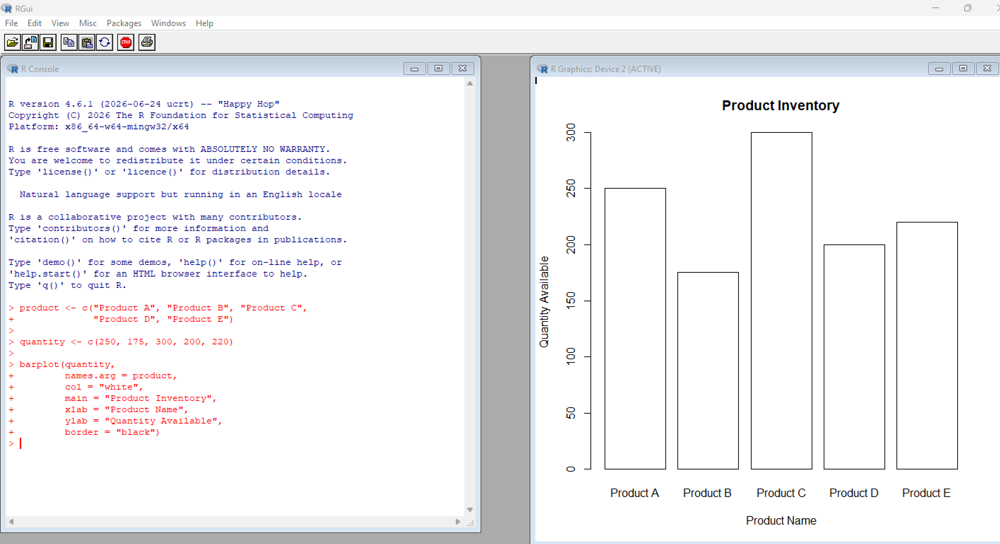 RGui
File Edit View Misc Packages Windows Help
STOP
R Console
R version 4.6.1 (2026-06-24 ucrt) -- "Happy Hop"
Copyright (C) 2026 The R Foundation for Statistical Computing
Platform: x86_64-w64-mingw32/x64
R is free software and comes with ABSOLUTELY NO WARRANTY.
You are welcome to redistribute it under certain conditions.
Type 'license()' or 'licence()' for distribution details.
Natural language support but running in an English locale
R is a collaborative project with many contributors.
Type 'contributors()' for more information and
'citation()' on how to cite R or R packages in publications.
Type 'demo()' for some demos, 'help()' for on-line help, or
'help.start()' for an HTML browser interface to help.
Type 'q()' to quit R.
> product <- c("Product A", "Product B", "Product C",
+              "Product D", "Product E")
>
> quantity <- c(250, 175, 300, 200, 220)
>
> barplot(quantity,
+         names.arg = product,
+         col = "white",
+         main = "Product Inventory",
+         xlab = "Product Name",
+         ylab = "Quantity Available",
+         border = "black")
>
R Graphics: Device 2 (ACTIVE)
Product Inventory
Quantity Available
300
250
200
150
100
50
0
Product A Product B Product C Product D Product E
Product Name